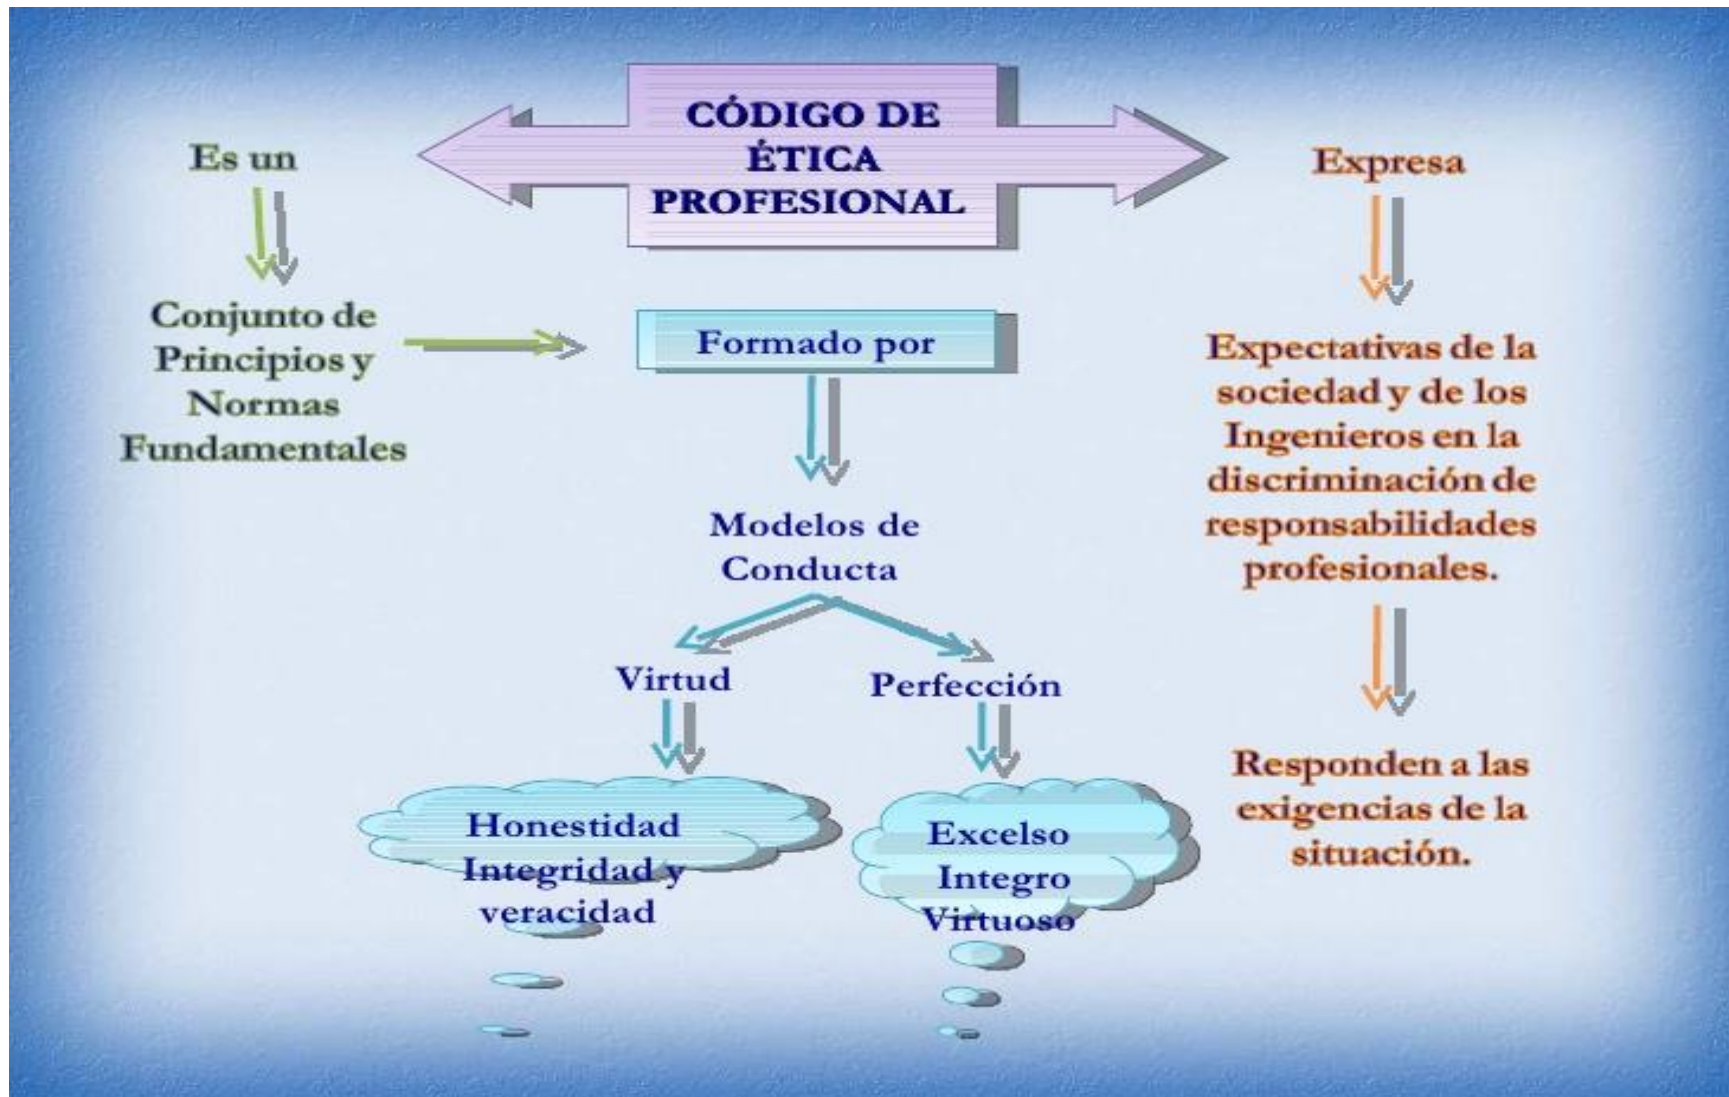 CÓDIGO DE
ÉTICA
PROFESIONAL
Es un
Conjunto de
Principios y
Normas
Fundamentales
Formado por
Modelos de
Conducta
Virtud
Honestidad
Integridad y
veracidad
Perfección
Excelso
Integro
Virtuoso
Expresa
Expectativas de la
sociedad y de los
Ingenieros en la
discriminación de
responsabilidades
profesionales.
Responden a las
exigencias de la
situación.